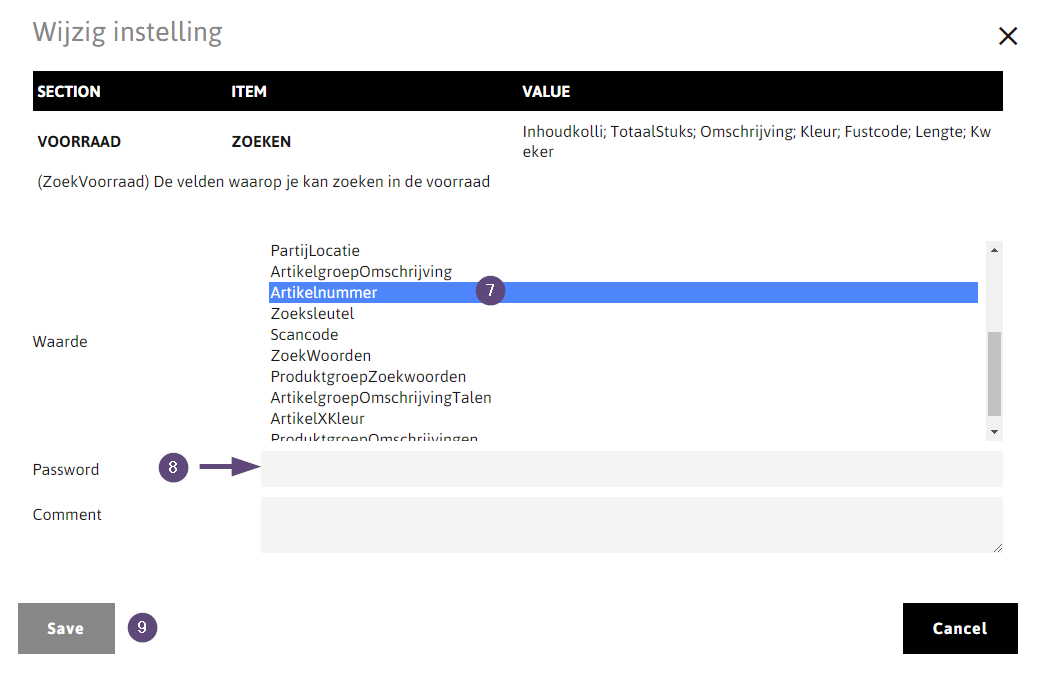 Wijzig instelling
SECTION ITEM VALUE
VOORRAAD ZOEKEN Inhoudkolli; TotaalStuks; Omschrijving; Kleur; Fustcode; Lengte; Kw
eker
(ZoekVoorraad) De velden waarop je kan zoeken in de voorraad
PartijLocatie
ArtikelgroepOmschrijving
Artikelnummer 7
Zoeksleutel
Scancode
Waarde
ZoekWoorden
ProduktgroepZoekwoorden
ArtikelgroepOmschrijvingTalen
ArtikelXKleur
ProduktgroepOmschrijvingen
Password 8
Comment
Save 9 Cancel